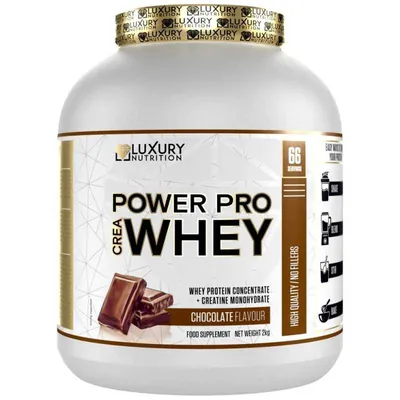 LUXURY
NUTRITION
LUXURY
NUTRITION
LUXURY
NUTRITION
66
SERVINGS
POWER PRO
CREA
WHEY
WHEY PROTEIN CONCENTRATE
+ CREATINE MONOHYDRATE
CHOCOLATE FLAVOUR
FOOD SUPPLEMENT NET WEIGHT 2kg
HIGH QUALITY / NO FILLERS